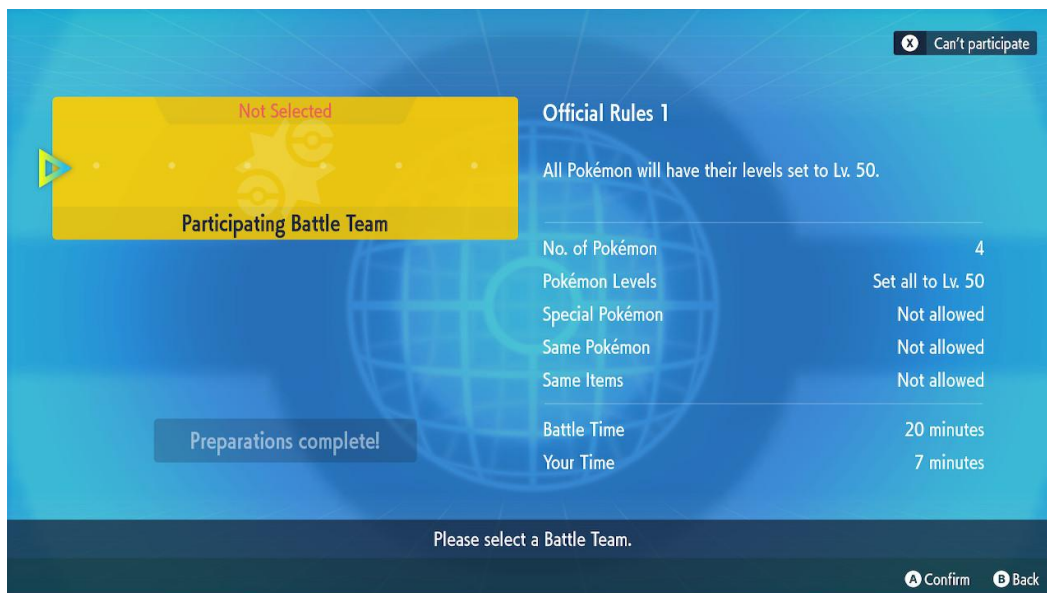 X Can't participate
Not Selected
Participating Battle Team
Official Rules 1
All Pokémon will have their levels set to Lv. 50.
No. of Pokémon 4
Pokémon Levels Set all to Lv. 50
Special Pokémon Not allowed
Same Pokémon Not allowed
Same Items Not allowed
Battle Time 20 minutes
Your Time 7 minutes
Preparations complete!
Please select a Battle Team.
A Confirm B Back